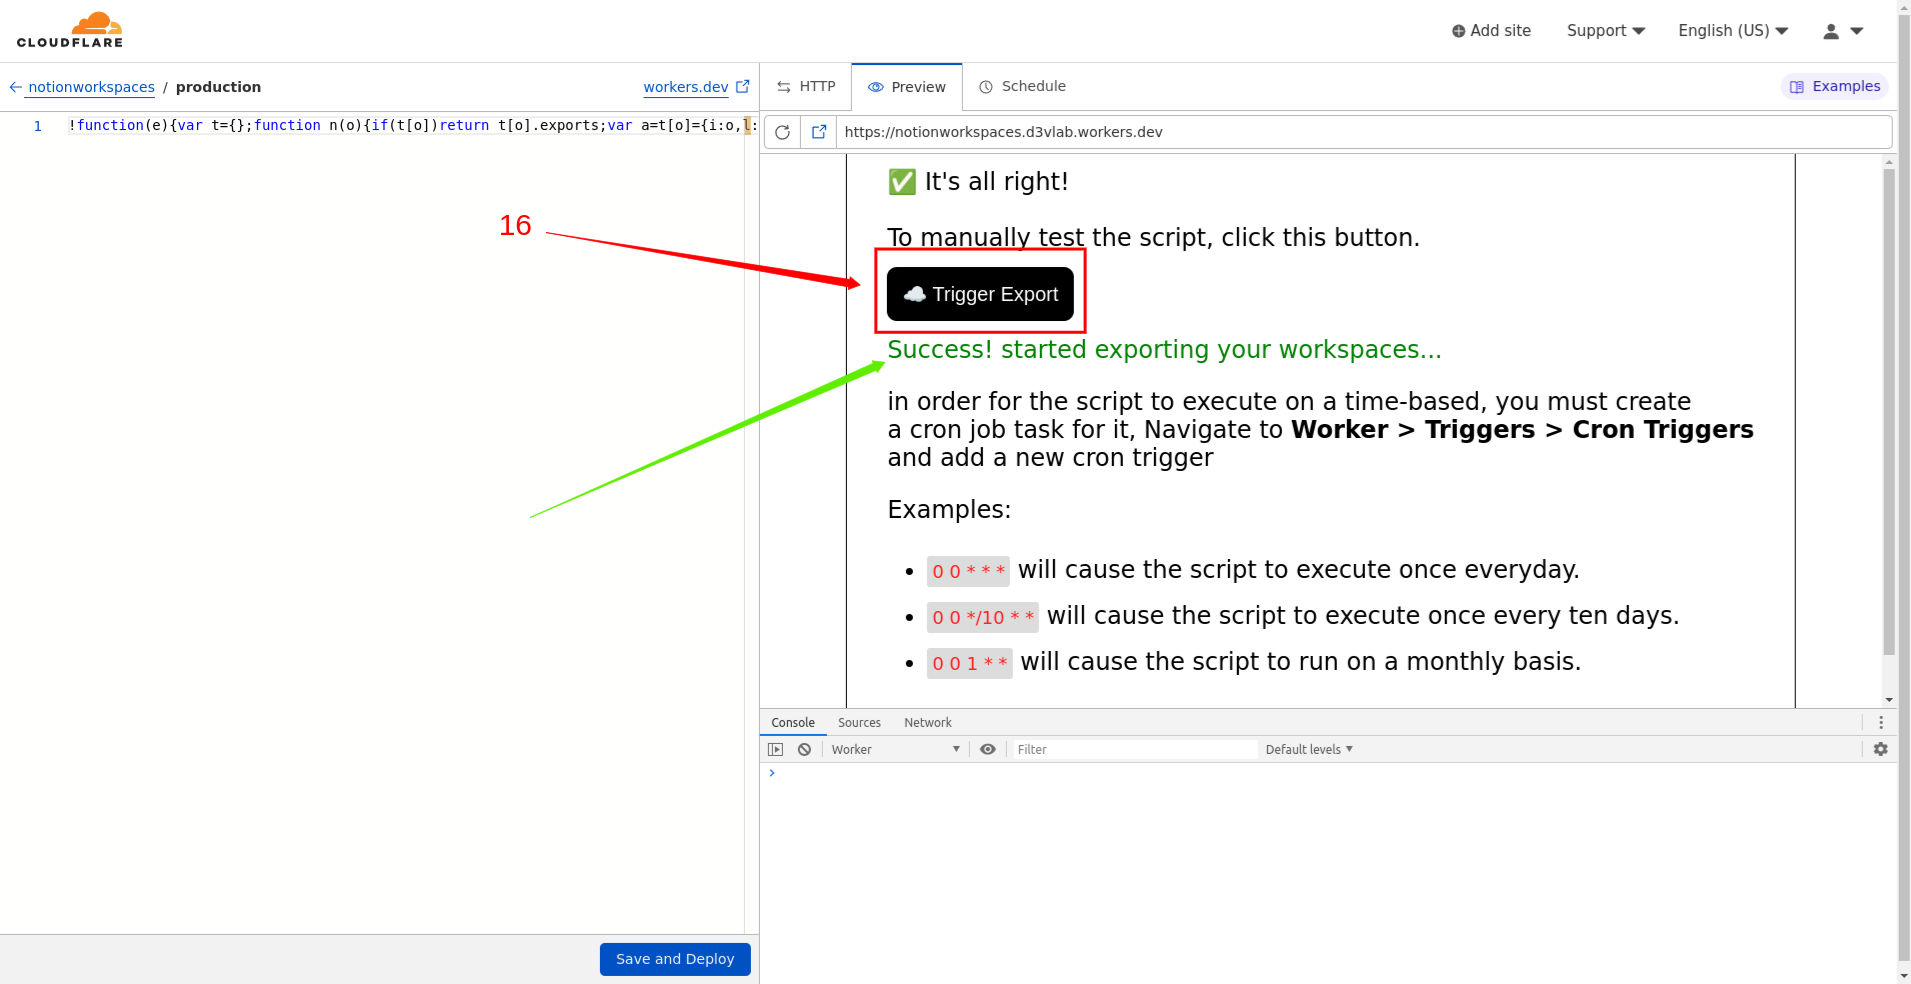 CLOUDFLARE
Add site
Support
English (US)
notionworkspaces / production
workers.dev
HTTP
Preview
Schedule
Examples
1 !function(e){var t={};function n(o){if(t[o])return t[o].exports;var a=t[o]={i:o,l:
https://notionworkspaces.d3vlab.workers.dev
16
✅ It's all right!
To manually test the script, click this button.
☁️ Trigger Export
Success! started exporting your workspaces...
in order for the script to execute on a time-based, you must create
a cron job task for it, Navigate to Worker > Triggers > Cron Triggers
and add a new cron trigger
Examples:
• 0 0 * * * will cause the script to execute once everyday.
• 0 0 */10 * * will cause the script to execute once every ten days.
• 0 0 1 * * will cause the script to run on a monthly basis.
Console Sources Network
Worker
Filter
Default levels
Save and Deploy